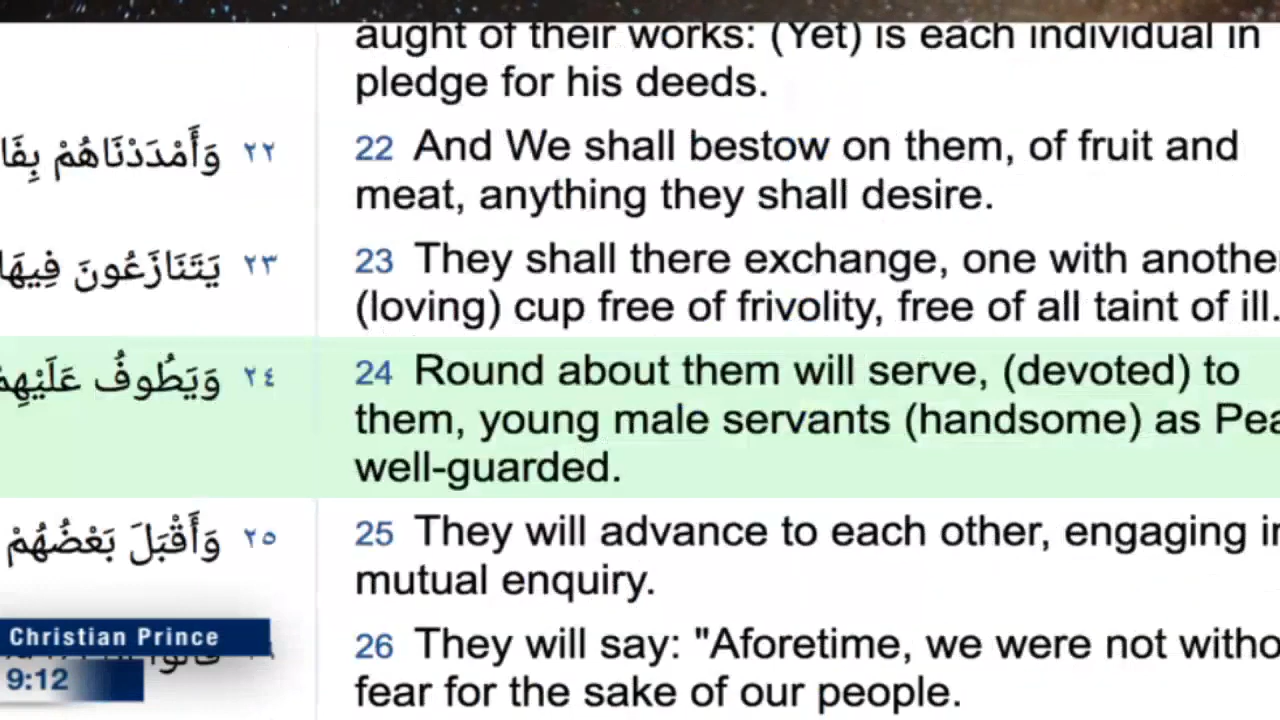 aught of their works: (Yet) is each individual in
pledge for his deeds.
وَأَمْدَدْنَاهُمْ ٢٢
22 And We shall bestow on them, of fruit and
meat, anything they shall desire.
يَتَنَازَعُونَ ٢٣
23 They shall there exchange, one with
(loving) cup free of frivolity, free of all taint of ill.
وَيَطُوفُ ٢٤
24 Round about them will serve, (devoted) to
them, young male servants (handsome) as
well-guarded.
وَأَقْبَلَ بَعْضُهُمْ ٢٥
25 They will advance to each other, engaging
mutual enquiry.
26 They will say: "Aforetime, we were not
fear for the sake of our people.
Christian Prince
9:12